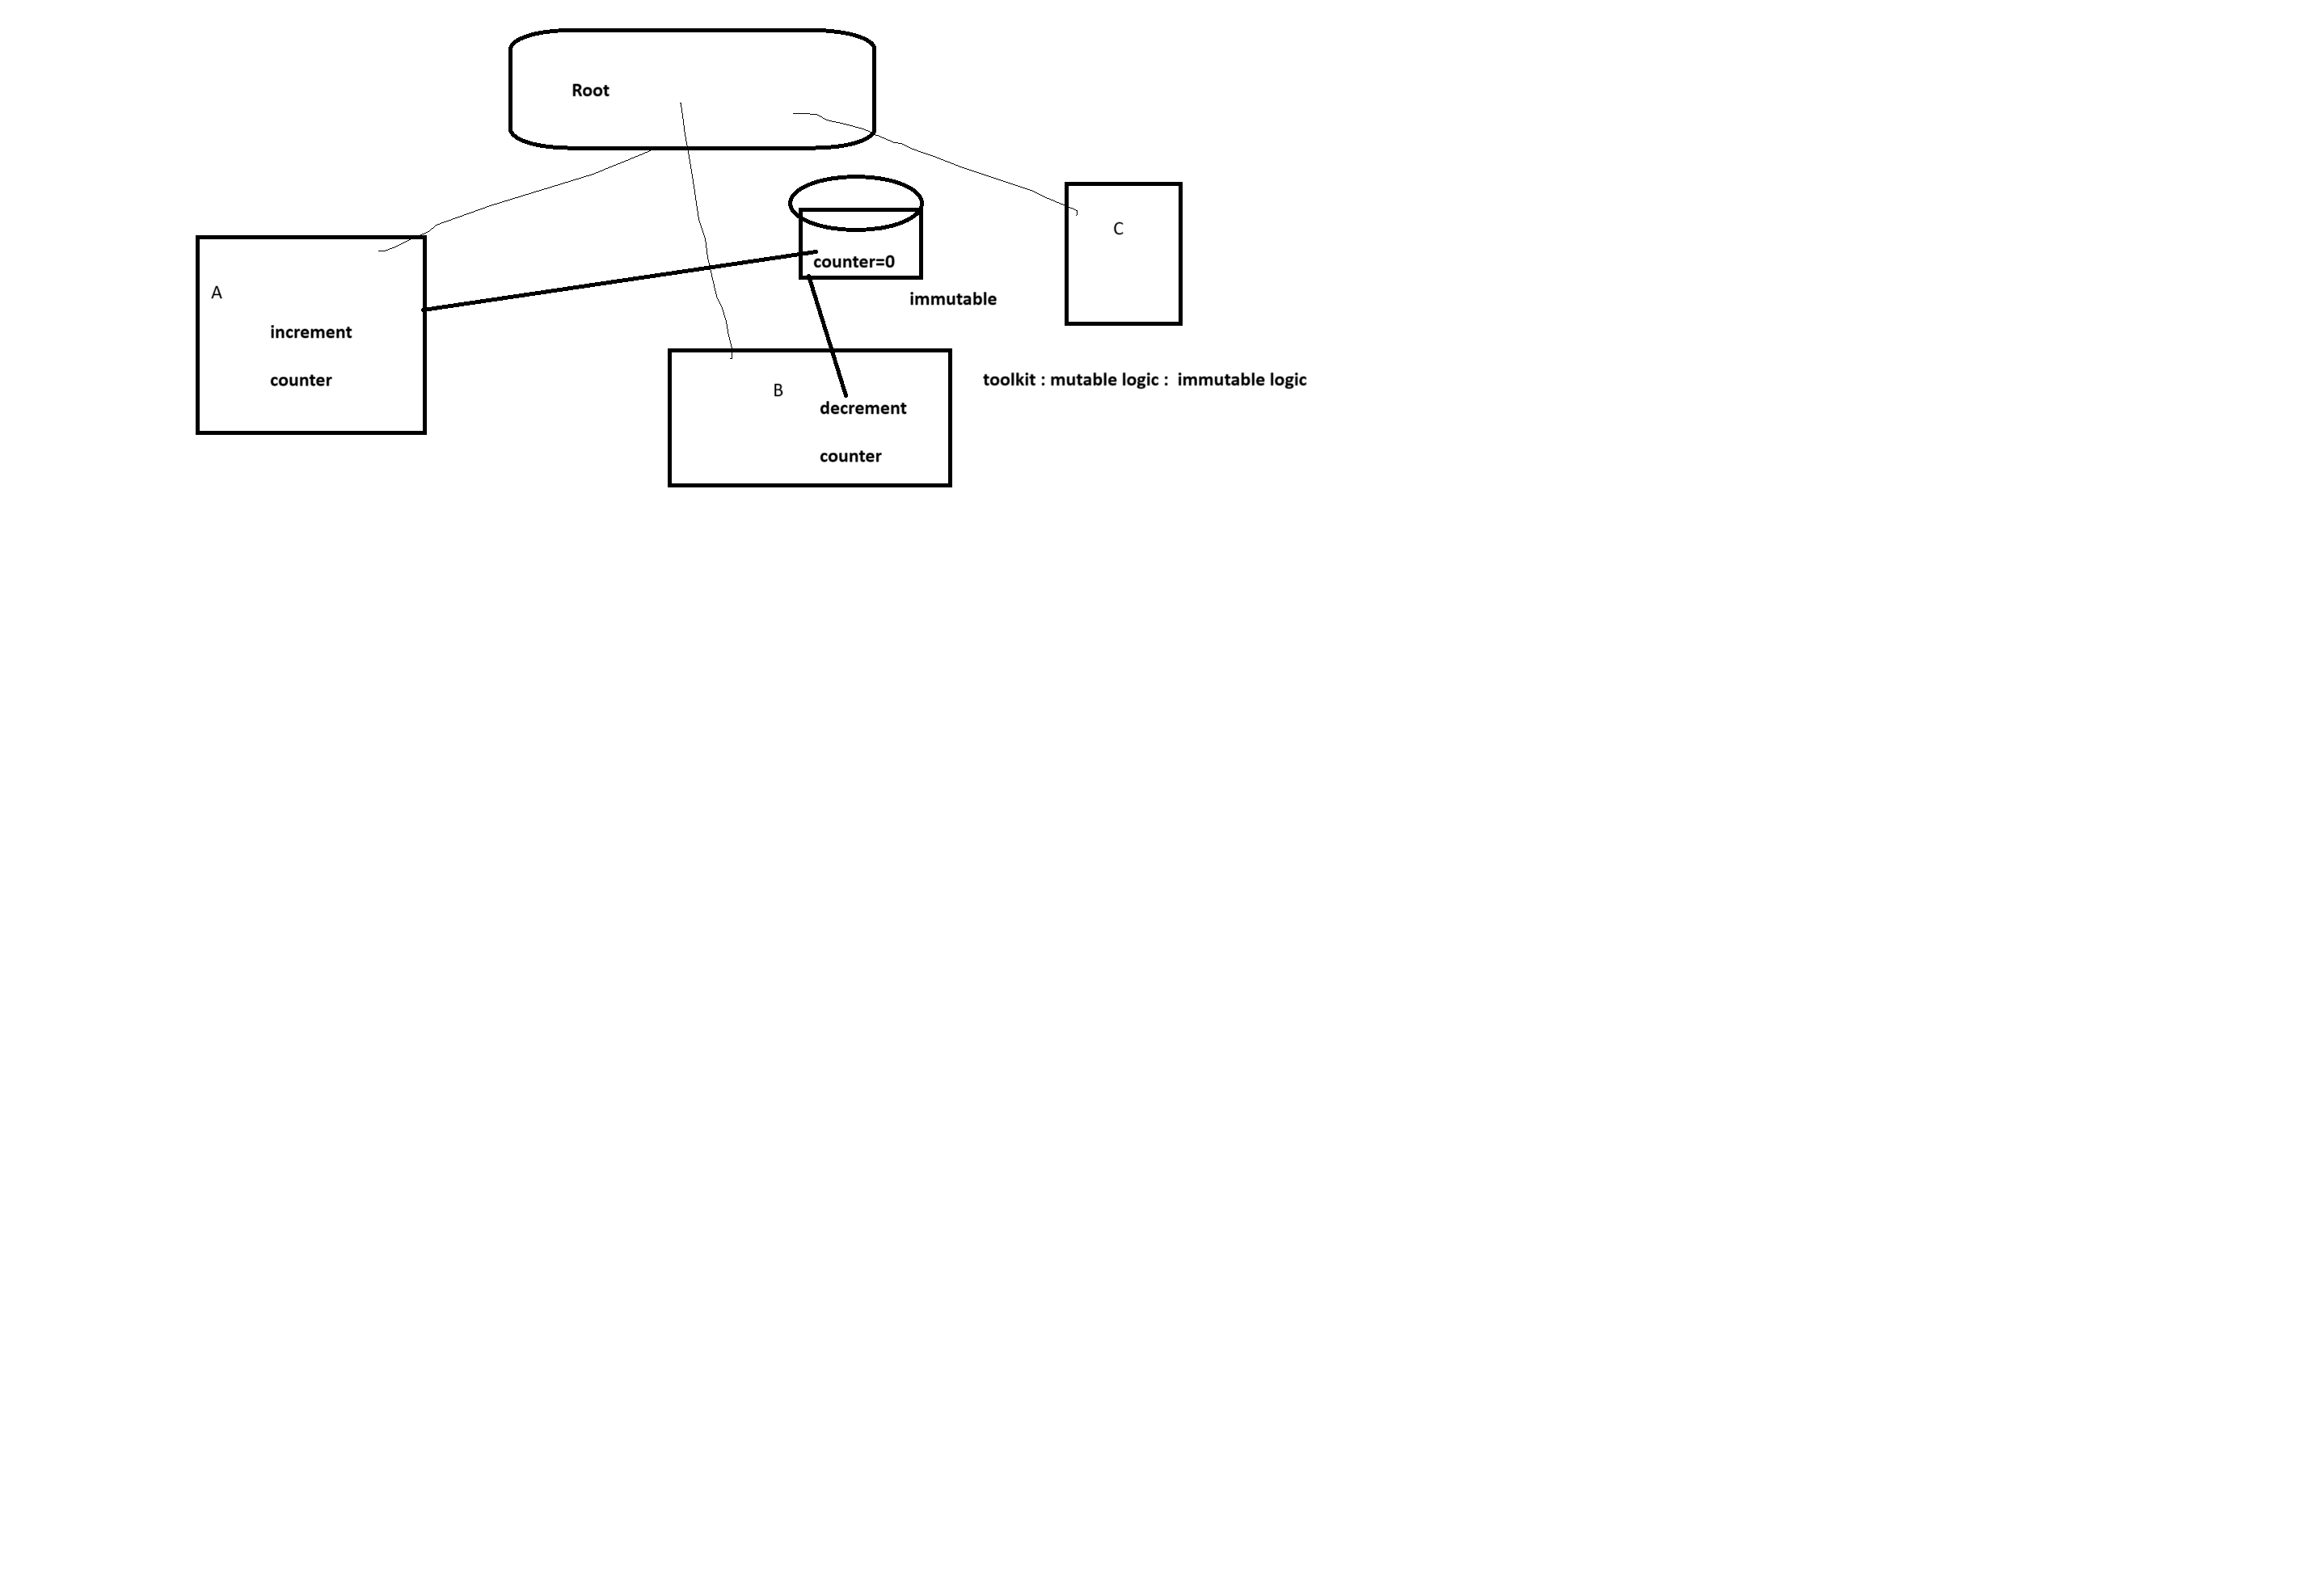 Root
C
counter=0
A
immutable
increment
counter
toolkit : mutable logic :  immutable logic
B
decrement
counter